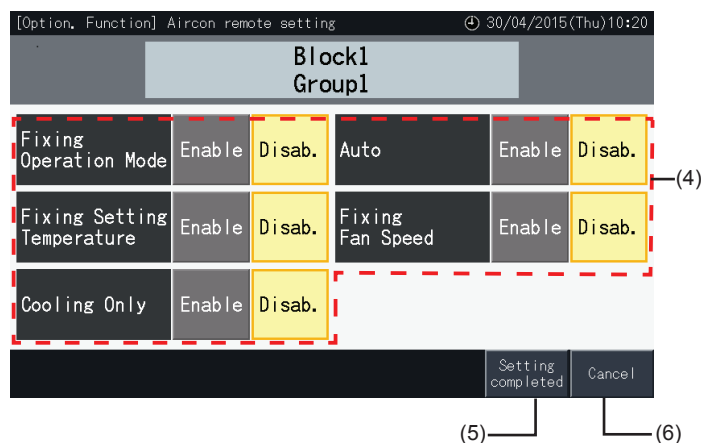 [Option. Function] Aircon remote setting 30/04/2015(Thu)10:20
Block1
Group1
Fixing
Operation Mode Enable Disab. Auto Enable Disab.
(4)
Fixing Setting
Temperature Enable Disab. Fixing
Fan Speed Enable Disab.
Cooling Only Enable Disab.
Setting
completed Cancel
(5) (6)